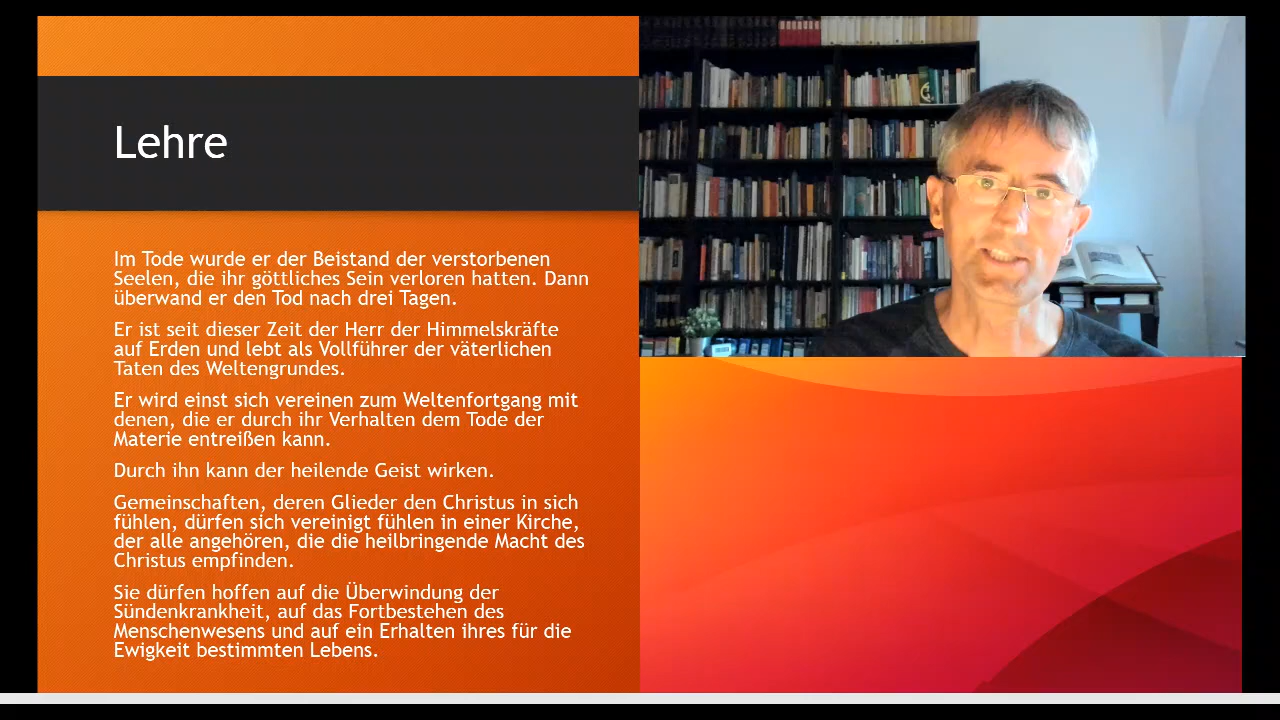 Lehre
Im Tode wurde er der Beistand der verstorbenen
Seelen, die ihr göttliches Sein verloren hatten. Dann
überwand er den Tod nach drei Tagen.
Er ist seit dieser Zeit der Herr der Himmelskräfte
auf Erden und lebt als Vollführer der väterlichen
Taten des Weltengrundes.
Er wird einst sich vereinen zum Weltenfortgang mit
denen, die er durch ihr Verhalten dem Tode der
Materie entreißen kann.
Durch ihn kann der heilende Geist wirken.
Gemeinschaften, deren Glieder den Christus in sich
fühlen, dürfen sich vereinigt fühlen in einer Kirche,
der alle angehören, die die heilbringende Macht des
Christus empfinden.
Sie dürfen hoffen auf die Überwindung der
Sündenkrankheit, auf das Fortbestehen des
Menschenwesens und auf ein Erhalten ihres für die
Ewigkeit bestimmten Lebens.